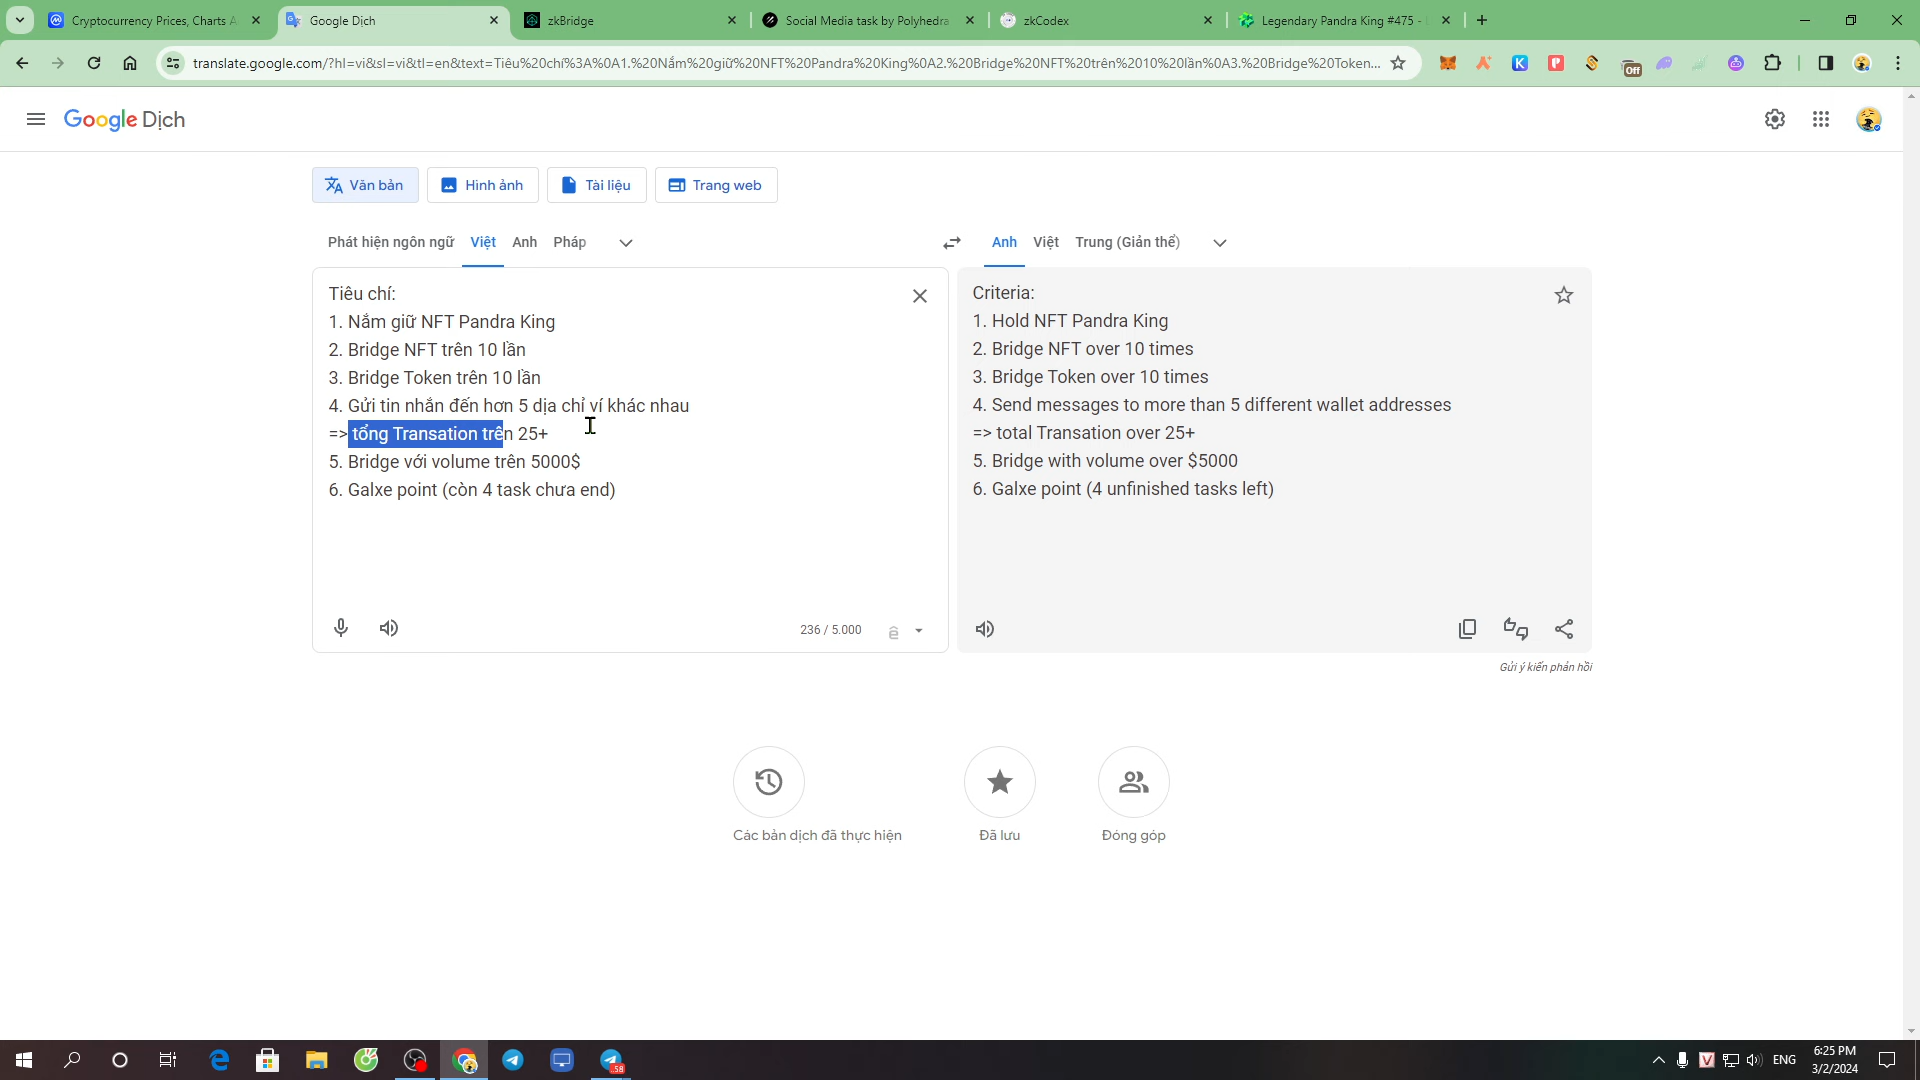 Cryptocurrency Prices, Charts A
Google Dịch
zkBridge
Social Media task by Polyhedra
zkCodex
Legendary Pandra King #475 -
translate.google.com/?hl=vi&sl=vi&tl=en&text=Tiêu%20chí%3A%0A1.%20Nắm%20giữ%20NFT%20Pandra%20King%0A2.%20Bridge%20NFT%20trên%2010%20lần%0A3.%20Bridge%20Token...
Off
Google Dịch
Văn bản
Hình ảnh
Tài liệu
Trang web
Phát hiện ngôn ngữ Việt Anh Pháp
Anh Việt Trung (Giản thể)
Tiêu chí:
1. Nắm giữ NFT Pandra King
2. Bridge NFT trên 10 lần
3. Bridge Token trên 10 lần
4. Gửi tin nhắn đến hơn 5 dịa chỉ ví khác nhau
=> tổng Transation trên 25+
5. Bridge với volume trên 5000$
6. Galxe point (còn 4 task chưa end)
236 / 5.000
Criteria:
1. Hold NFT Pandra King
2. Bridge NFT over 10 times
3. Bridge Token over 10 times
4. Send messages to more than 5 different wallet addresses
=> total Transation over 25+
5. Bridge with volume over $5000
6. Galxe point (4 unfinished tasks left)
Gửi ý kiến phản hồi
Các bản dịch đã thực hiện
Đã lưu
Đóng góp
58
ENG
6:25 PM
3/2/2024